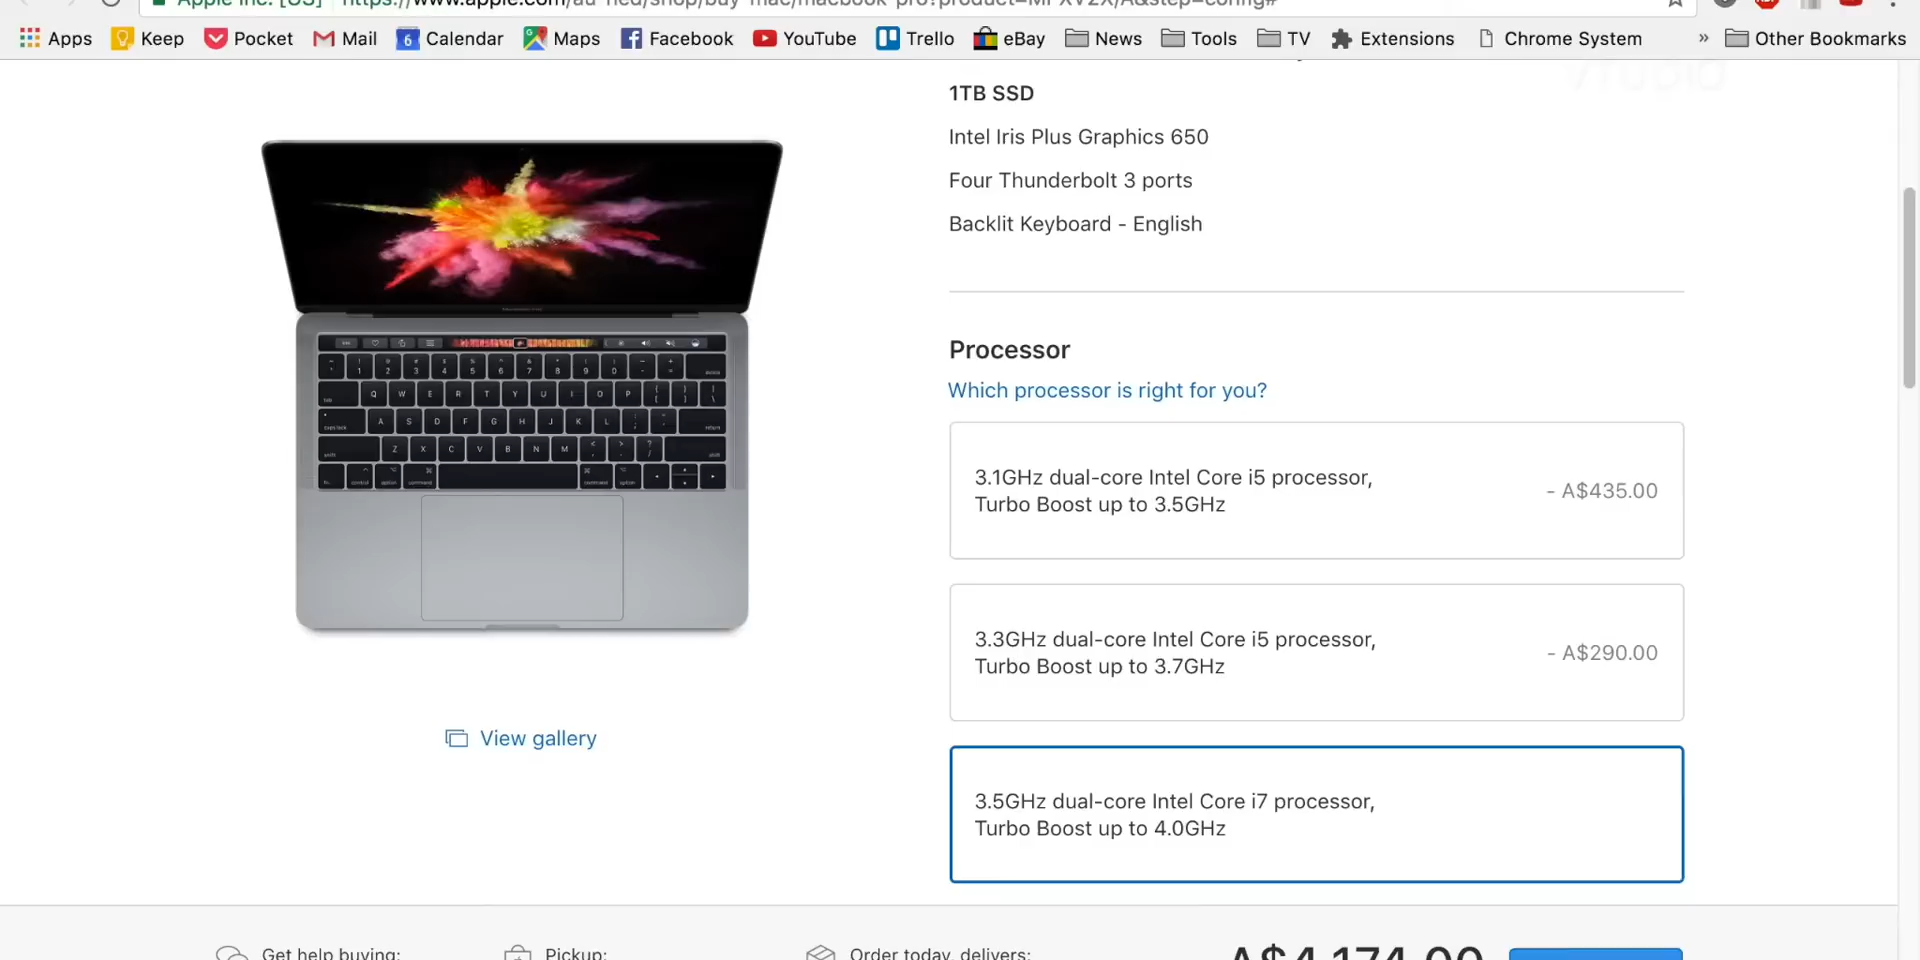 Apps Keep Pocket Mail Calendar Maps Facebook YouTube Trello eBay News Tools TV Extensions Chrome System » Other Bookmarks
1TB SSD
Intel Iris Plus Graphics 650
Four Thunderbolt 3 ports
Backlit Keyboard - English
Processor
Which processor is right for you?
3.1GHz dual-core Intel Core i5 processor,
Turbo Boost up to 3.5GHz
- A$435.00
3.3GHz dual-core Intel Core i5 processor,
Turbo Boost up to 3.7GHz
- A$290.00
View gallery
3.5GHz dual-core Intel Core i7 processor,
Turbo Boost up to 4.0GHz
Get help buying:
Pickup:
Order today, delivers:
A$4,174.00